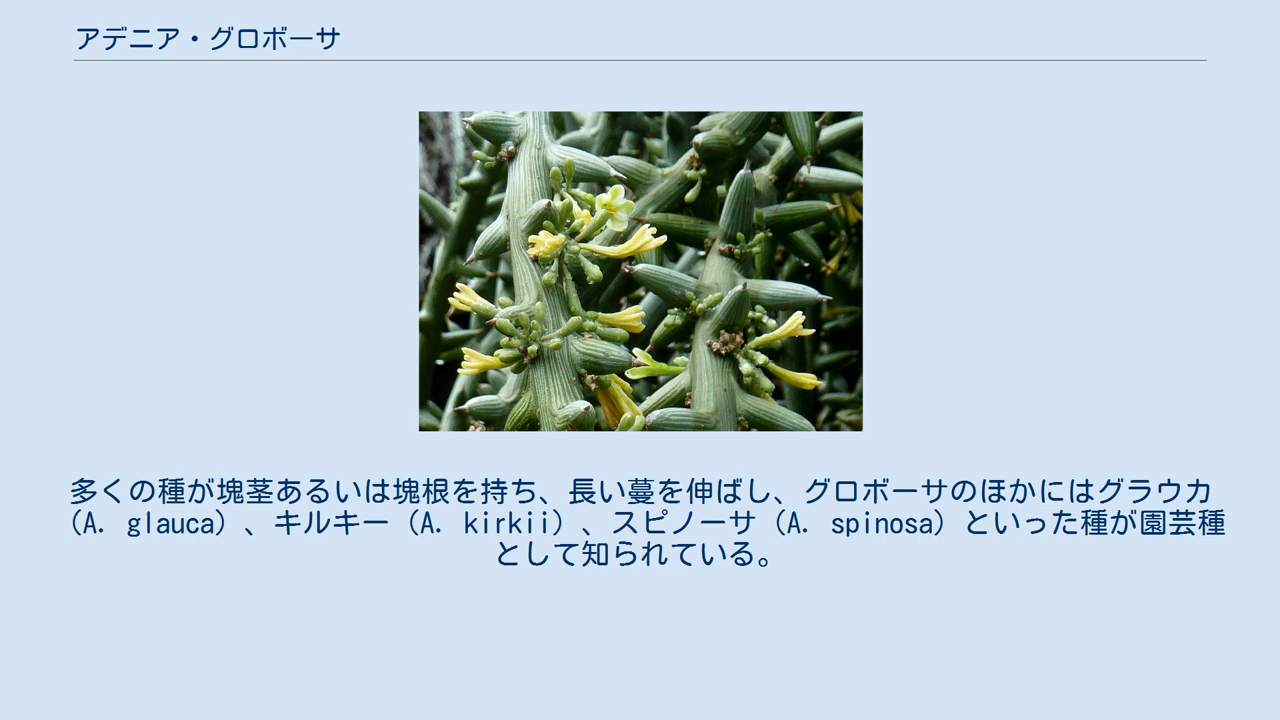 アデニア・グロボーサ
多くの種が塊茎あるいは塊根を持ち、長い蔓を伸ばし、グロボーサのほかにはグラウカ
（A. glauca）、キルキー（A. kirkii）、スピノーサ（A. spinosa）といった種が園芸種
として知られている。